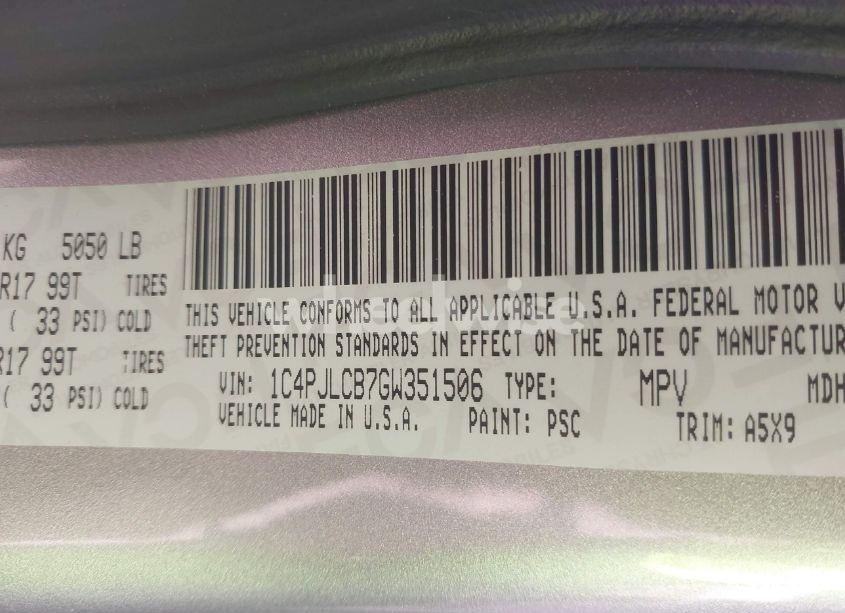 KG 5050 LB
R17 99T TIRES
( 33 PSI) COLD
R17 99T TIRES
( 33 PSI) COLD
THIS VEHICLE CONFORMS TO ALL APPLICABLE U.S.A. FEDERAL MOTOR V
THEFT PREVENTION STANDARDS IN EFFECT ON THE DATE OF MANUFACTUR
VIN: 1C4PJLCB7GW351506 TYPE: MPV MDH
VEHICLE MADE IN U.S.A. PAINT: PSC TRIM: A5X9